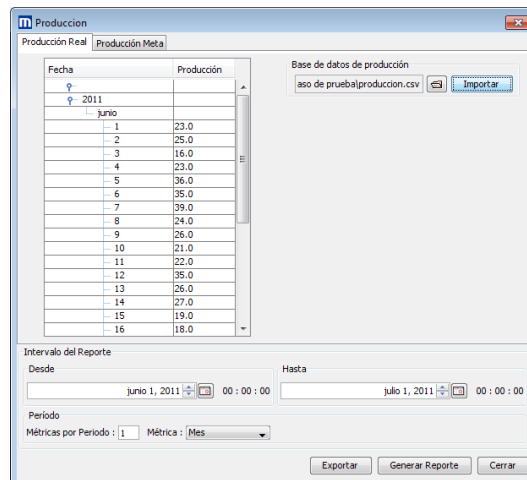 Produccion
Producción Real Producción Meta
Fecha Producción
2011
junio
1 23.0
2 25.0
3 16.0
4 23.0
5 36.0
6 35.0
7 39.0
8 24.0
9 26.0
10 21.0
11 22.0
12 35.0
13 26.0
14 27.0
15 19.0
16 18.0
Base de datos de producción
aso de prueba\produccion.csv Importar
Intervalo del Reporte
Desde Hasta
junio 1, 2011 00 : 00 : 00 julio 1, 2011 00 : 00 : 00
Período
Métricas por Periodo : 1 Métrica : Mes
Exportar Generar Reporte Cerrar